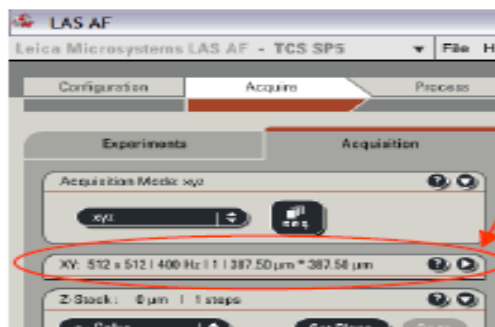 LAS AF
Leica Microsystems LAS AF - TCS SP5 File H
Configuration Acquire Process
Experiments Acquisition
Acquisition Mode: xyz
xyz
XY: 512 x 512 | 400 Hz | 1 | 387.50 µm * 387.50 µm
Z-Stack: 0 µm | 1 steps